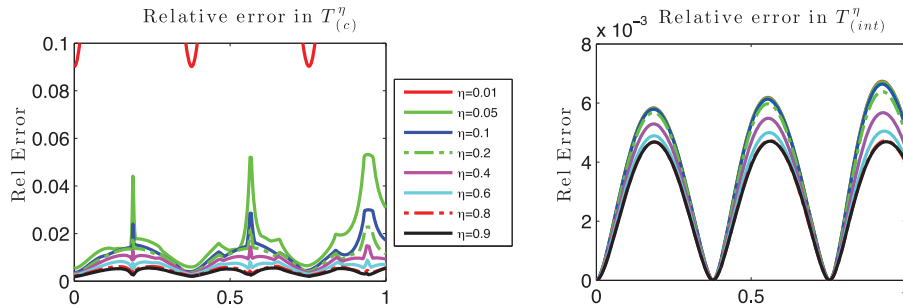 Relative error in T^η_(c)
0.1
0.08
0.06
0.04
0.02
0
0
0.5
1
Rel Error
η=0.01
η=0.05
η=0.1
η=0.2
η=0.4
η=0.6
η=0.8
η=0.9
x 10^-3
Relative error in T^η_(int)
8
6
4
2
0
0
0.5
1
Rel Error